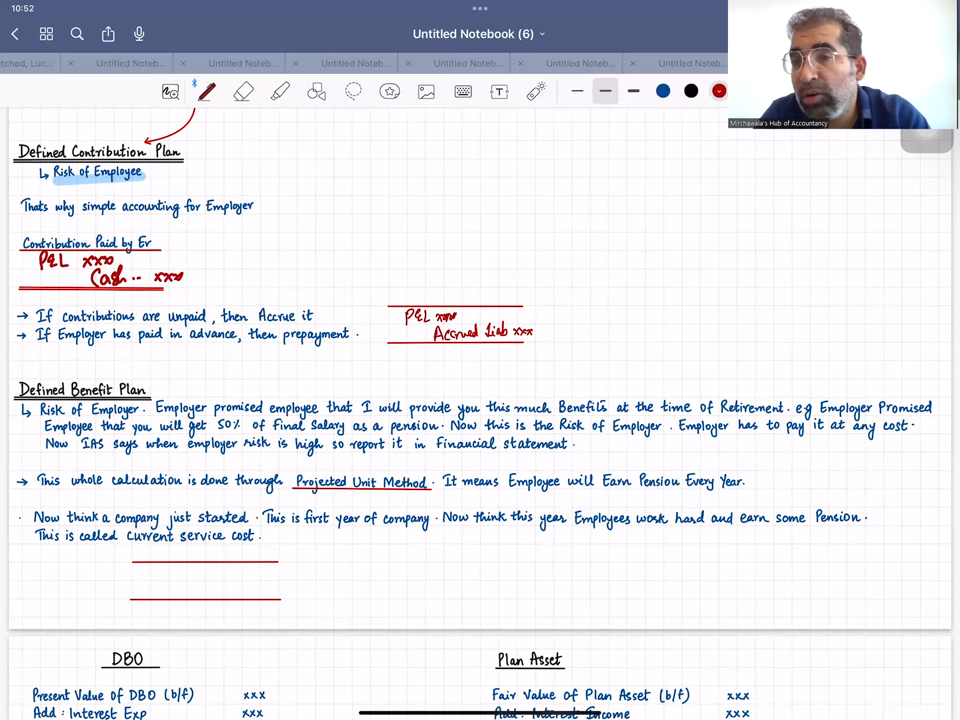 10:52
Untitled Notebook (6)
etched, Luc...
Untitled Noteb...
Untitled Noteb...
Untitled Notab...
Untitled Noteb...
Untitled Noteb...
Untitled Noteb...
Mirchawala's Hub of Accountancy
Defined Contribution Plan
↳ Risk of Employee
Thats why simple accounting for Employer
Contribution Paid by Er
P&L xxx
Cash .. xxx
→ If contributions are unpaid, then Accrue it
→ If Employer has paid in advance, then prepayment.
P&L xxx
Accrued Liab xxx
Defined Benefit Plan
↳ Risk of Employer. Employer promised employee that I will provide you this much Benefits at the time of Retirement. e.g Employer Promised
Employee that you will get 50% of Final Salary as a pension. Now this is the Risk of Employer. Employer has to pay it at any cost.
Now IAS says when employer risk is high so report it in Financial statement.
→ This whole calculation is done through Projected Unit Method. It means Employee will Earn Pension Every Year.
· Now think a company just started. This is first year of company. Now think this year Employees work hard and earn some Pension.
This is called current service cost.
DBO
Present Value of DBO (b/f) xxx
Add: Interest Exp xxx
Plan Asset
Fair Value of Plan Asset (b/f) xxx
Add: Interest Income xxx